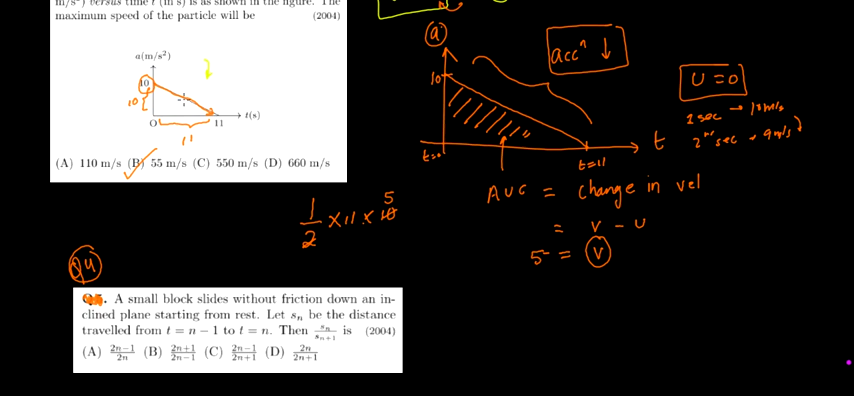 m/s²) versus time t (in s) is as shown in the figure. The
maximum speed of the particle will be (2004)
a(m/s²)
10
10
O
11
t(s)
11
(A) 110 m/s (B) 55 m/s (C) 550 m/s (D) 660 m/s
1/2 × 11 × 10 5
a
10
t=0
t=11
t
accⁿ ↓
U = 0
1 sec → 10 m/s
2nd sec → 9 m/s ↓
AUC = change in vel
= v - u
5 = v
Q4
Q5. A small block slides without friction down an in-
clined plane starting from rest. Let sₙ be the distance
travelled from t = n − 1 to t = n. Then sₙ/sₙ₊₁ is (2004)
(A) 2n−1/2n (B) 2n+1/2n−1 (C) 2n−1/2n+1 (D) 2n/2n+1